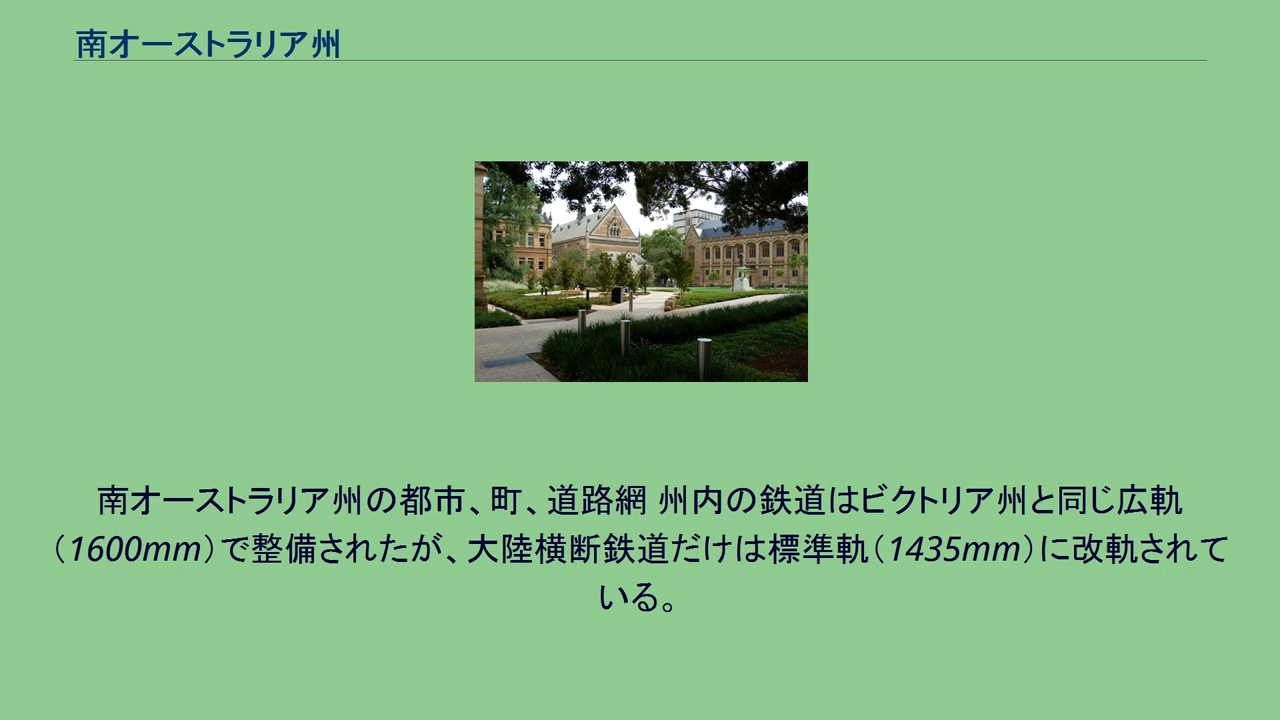 南オーストラリア州
南オーストラリア州の都市、町、道路網 州内の鉄道はビクトリア州と同じ広軌
（1600mm）で整備されたが、大陸横断鉄道だけは標準軌（1435mm）に改軌されて
いる。